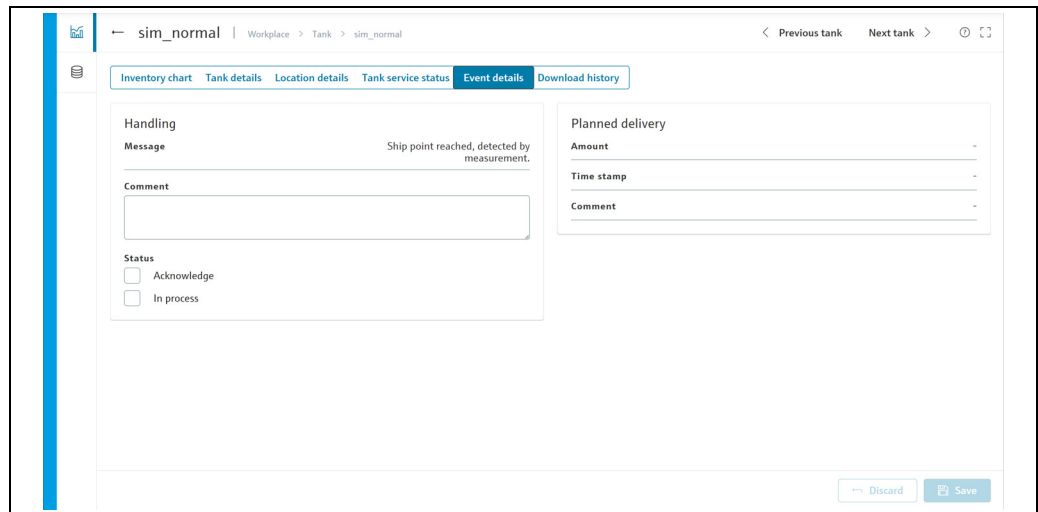 sim_normal | Workplace > Tank > sim_normal
Previous tank Next tank
Inventory chart Tank details Location details Tank service status Event details Download history
Handling
Message Ship point reached, detected by
measurement.
Comment
Status
Acknowledge
In process
Planned delivery
Amount -
Time stamp -
Comment -
Discard Save